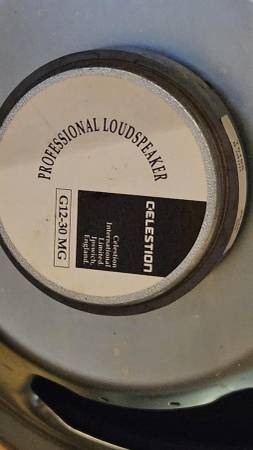 PROFESSIONAL LOUDSPEAKER
CELESTION
Celestion
International
Limited
Ipswich,
England.
G12-30 MG